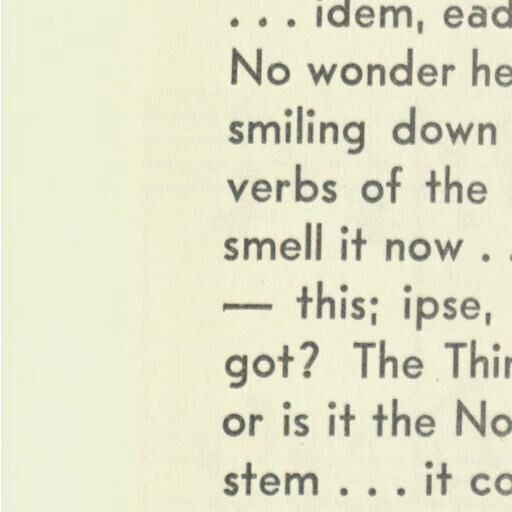 . . . idem, ead
No wonder he
smiling down
verbs of the
smell it now . .
— this; ipse,
got? The Thin
or is it the No
stem . . . it co